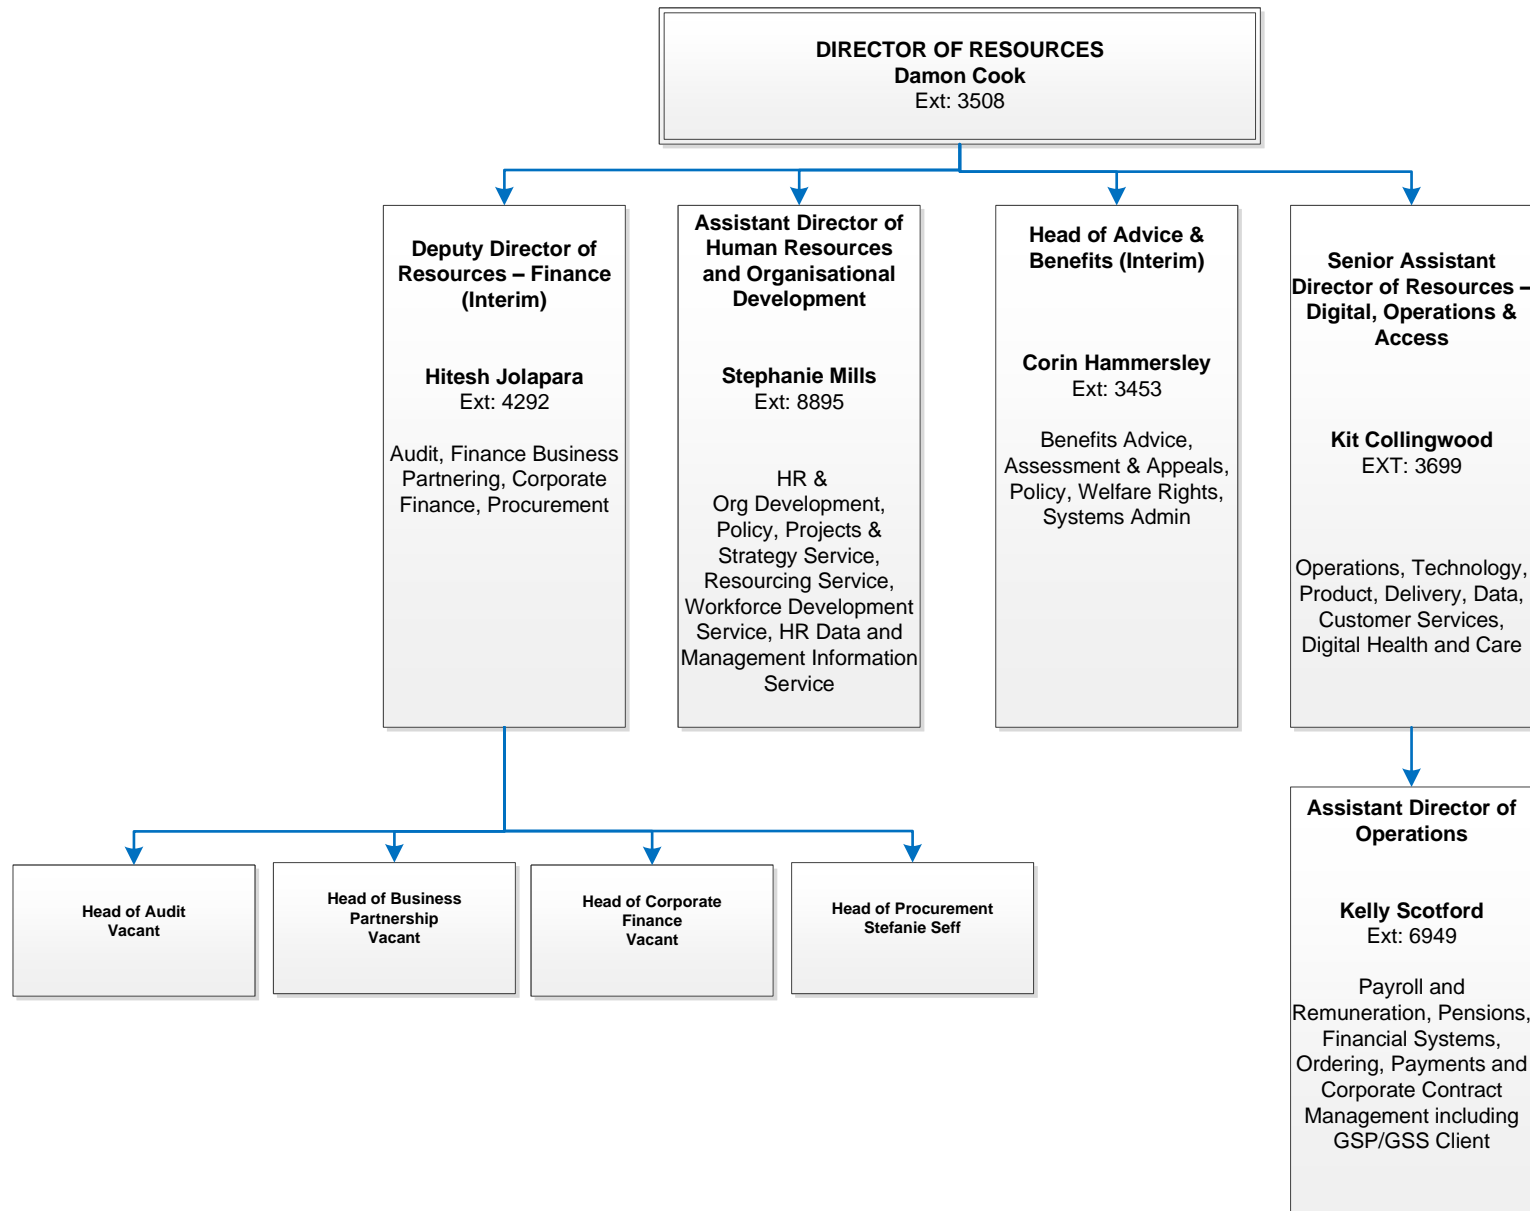 DIRECTOR OF RESOURCES
Damon Cook
Ext: 3508
Deputy Director of
Resources – Finance
(Interim)
Hitesh Jolapara
Ext: 4292
Audit, Finance Business
Partnering, Corporate
Finance, Procurement
Assistant Director of
Human Resources
and Organisational
Development
Stephanie Mills
Ext: 8895
HR &
Org Development,
Policy, Projects &
Strategy Service,
Resourcing Service,
Workforce Development
Service, HR Data and
Management Information
Service
Head of Advice &
Benefits (Interim)
Corin Hammersley
Ext: 3453
Benefits Advice,
Assessment & Appeals,
Policy, Welfare Rights,
Systems Admin
Senior Assistant
Director of Resources –
Digital, Operations &
Access
Kit Collingwood
EXT: 3699
Operations, Technology,
Product, Delivery, Data,
Customer Services,
Digital Health and Care
Head of Audit
Vacant
Head of Business
Partnership
Vacant
Head of Corporate
Finance
Vacant
Head of Procurement
Stefanie Seff
Assistant Director of
Operations
Kelly Scotford
Ext: 6949
Payroll and
Remuneration, Pensions,
Financial Systems,
Ordering, Payments and
Corporate Contract
Management including
GSP/GSS Client